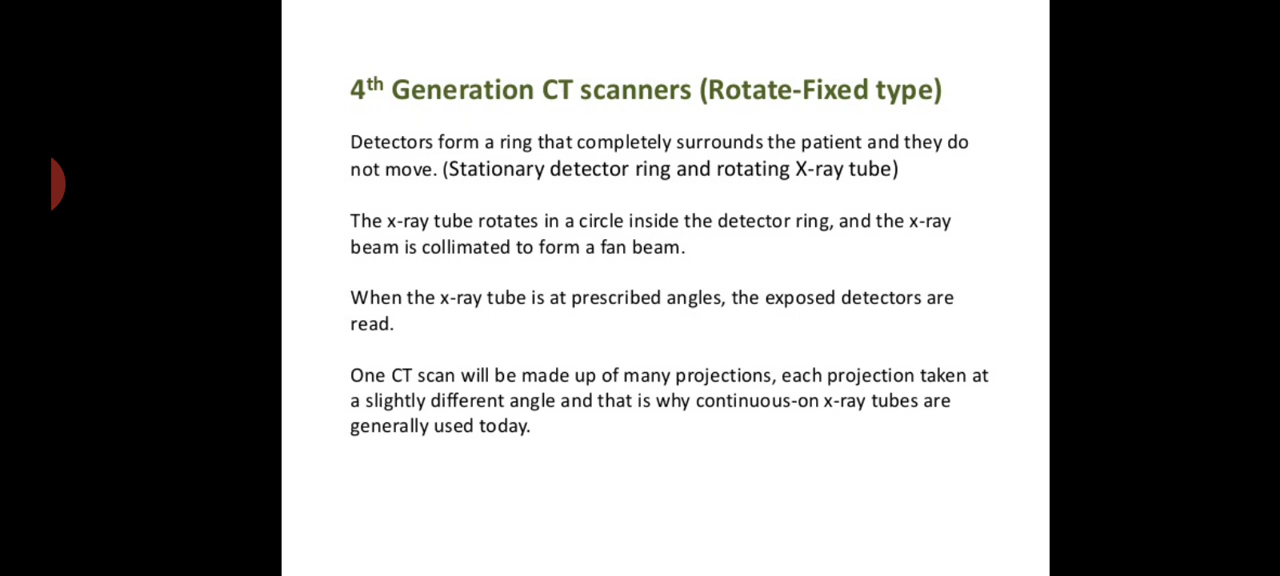 4th Generation CT scanners (Rotate-Fixed type)
Detectors form a ring that completely surrounds the patient and they do
not move. (Stationary detector ring and rotating X-ray tube)
The x-ray tube rotates in a circle inside the detector ring, and the x-ray
beam is collimated to form a fan beam.
When the x-ray tube is at prescribed angles, the exposed detectors are
read.
One CT scan will be made up of many projections, each projection taken at
a slightly different angle and that is why continuous-on x-ray tubes are
generally used today.